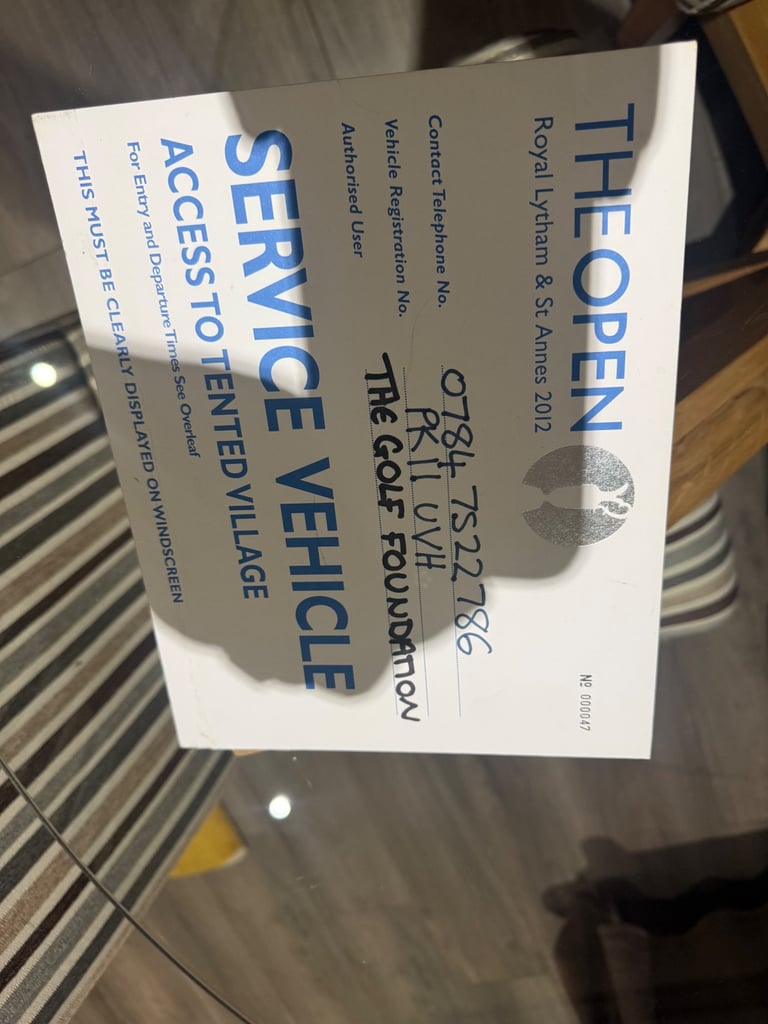 THE OPEN
Royal Lytham & St Annes 2012
Nº 000047
Contact Telephone No. 0784 7522786
Vehicle Registration No. PK11 UVH
Authorised User THE GOLF FOUNDATION
SERVICE VEHICLE
ACCESS TO TENTED VILLAGE
For Entry and Departure Times See Overleaf
THIS MUST BE CLEARLY DISPLAYED ON WINDSCREEN